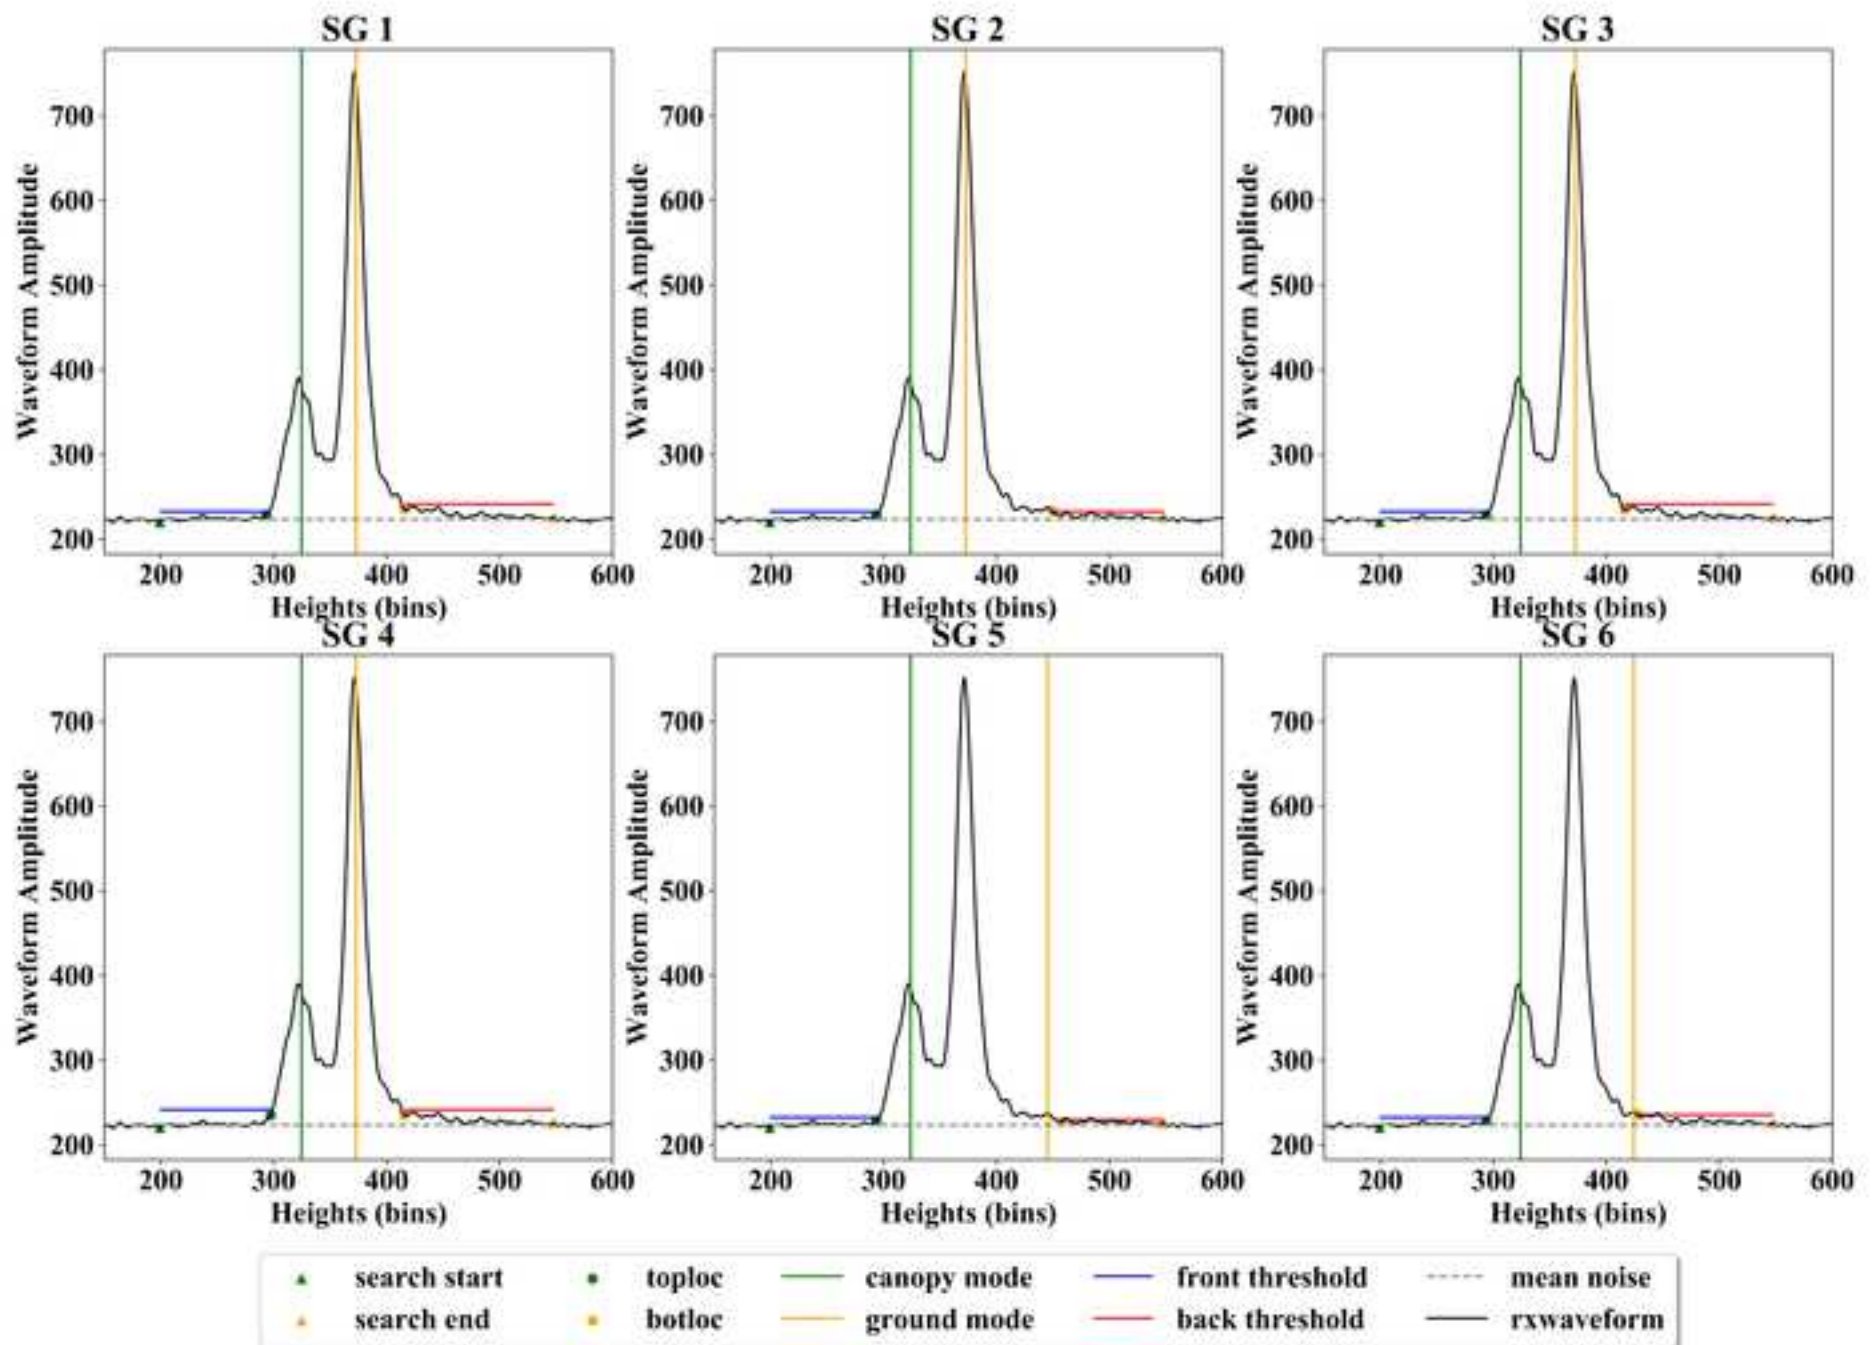 SG 1
SG 2
SG 3
Waveform Amplitude
700
600
500
400
300
200
200 300 400 500 600
Heights (bins)
Waveform Amplitude
700
600
500
400
300
200
200 300 400 500 600
Heights (bins)
Waveform Amplitude
700
600
500
400
300
200
200 300 400 500 600
Heights (bins)
SG 4
SG 5
SG 6
Waveform Amplitude
700
600
500
400
300
200
200 300 400 500 600
Heights (bins)
Waveform Amplitude
700
600
500
400
300
200
200 300 400 500 600
Heights (bins)
Waveform Amplitude
700
600
500
400
300
200
200 300 400 500 600
Heights (bins)
search start toploc canopy mode front threshold mean noise
search end botloc ground mode back threshold rxwaveform